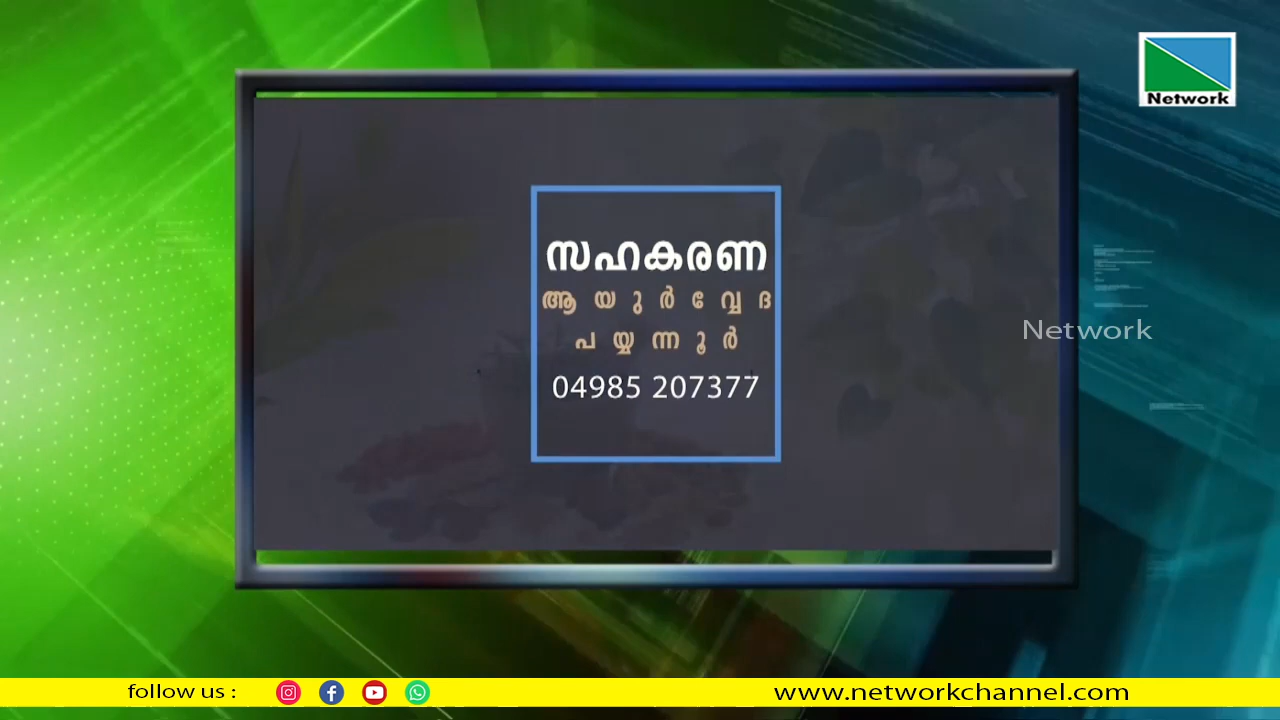 Network
സഹകരണ
ആയുർവ്വേദ
പയ്യന്നൂർ
04985 207377
Network
follow us :
www.networkchannel.com